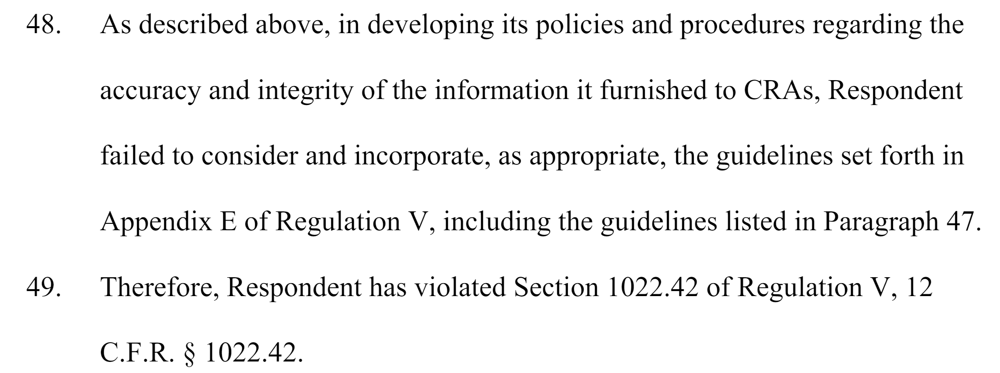 48. As described above, in developing its policies and procedures regarding the
accuracy and integrity of the information it furnished to CRAs, Respondent
failed to consider and incorporate, as appropriate, the guidelines set forth in
Appendix E of Regulation V, including the guidelines listed in Paragraph 47.
49. Therefore, Respondent has violated Section 1022.42 of Regulation V, 12
C.F.R. § 1022.42.